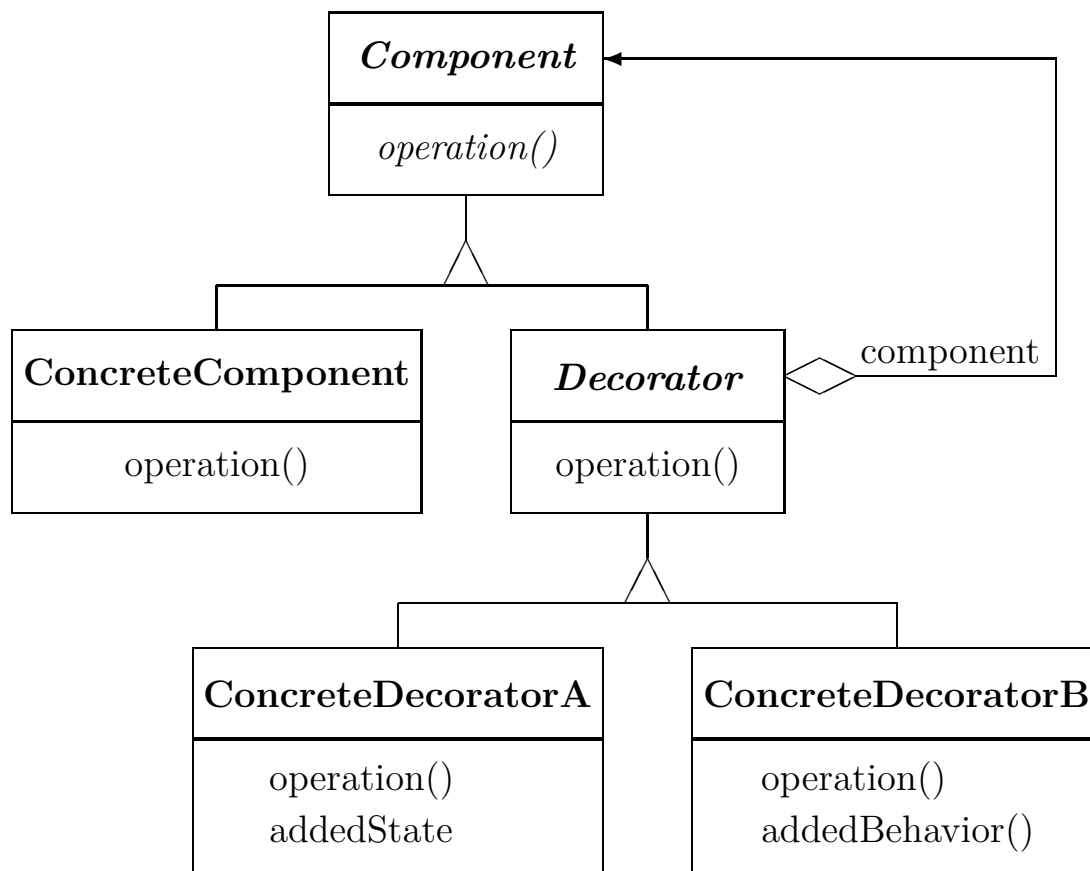 Component
operation()
ConcreteComponent
operation()
Decorator
operation()
component
ConcreteDecoratorA
operation()
addedState
ConcreteDecoratorB
operation()
addedBehavior()